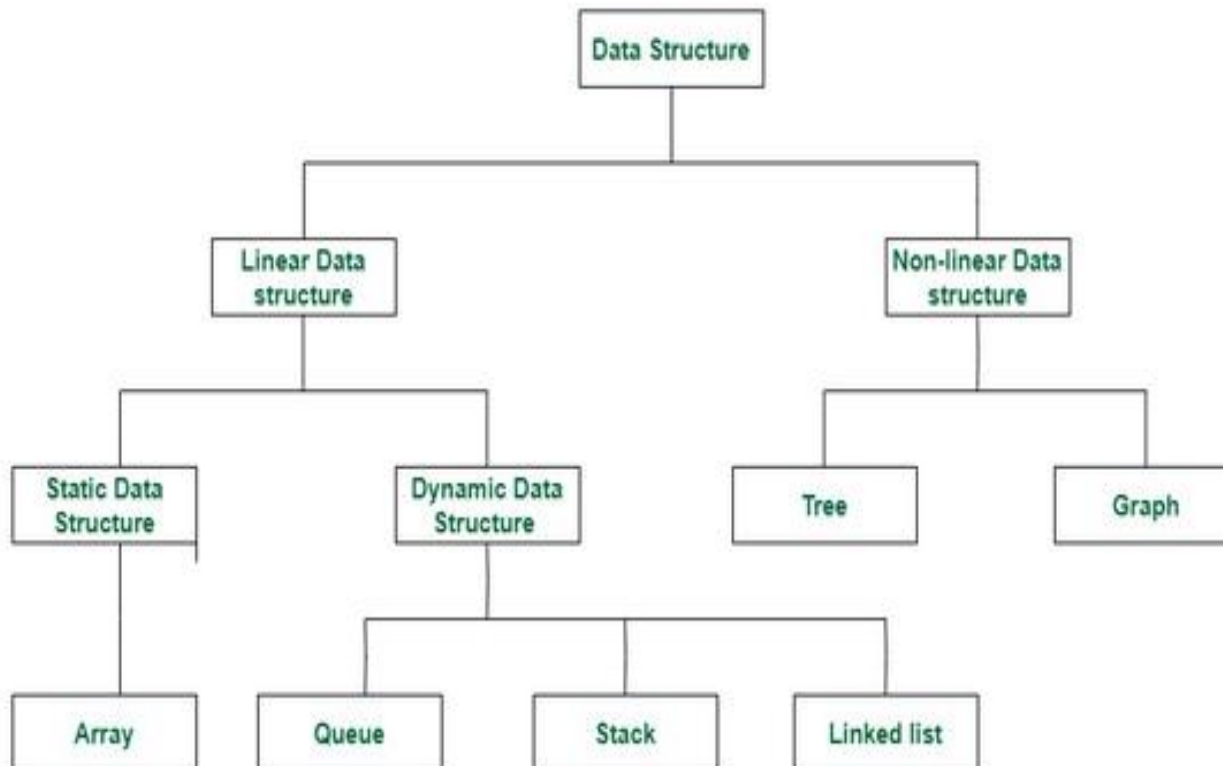 Data Structure
Linear Data
structure
Non-linear Data
structure
Static Data
Structure
Dynamic Data
Structure
Tree
Graph
Array
Queue
Stack
Linked list